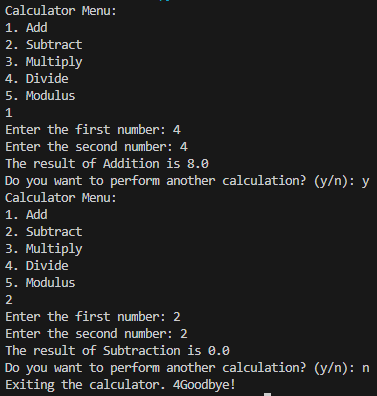 Calculator Menu:
1. Add
2. Subtract
3. Multiply
4. Divide
5. Modulus
1
Enter the first number: 4
Enter the second number: 4
The result of Addition is 8.0
Do you want to perform another calculation? (y/n): y
Calculator Menu:
1. Add
2. Subtract
3. Multiply
4. Divide
5. Modulus
2
Enter the first number: 2
Enter the second number: 2
The result of Subtraction is 0.0
Do you want to perform another calculation? (y/n): n
Exiting the calculator. 4Goodbye!